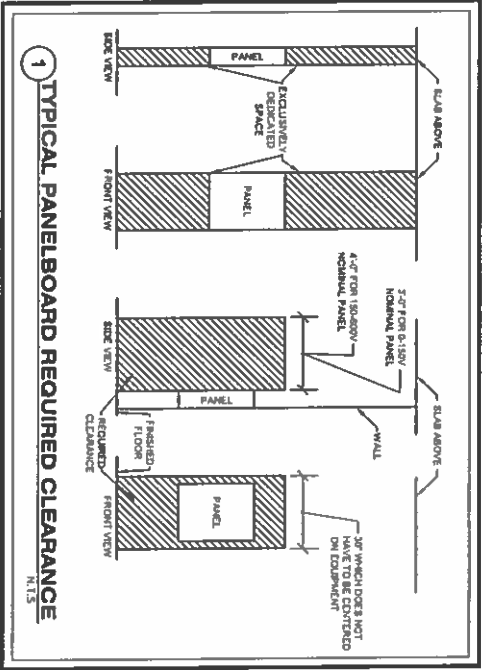 SLAB ABOVE
SLAB ABOVE
3'-0" FOR 0-150V
NOMINAL PANEL
4'-0" FOR 150-600V
NOMINAL PANEL
WALL
30" WHICH DOES NOT
HAVE TO BE CENTERED
ON EQUIPMENT
EXCLUSIVELY
DEDICATED
SPACE
PANEL
PANEL
PANEL
PANEL
FINISHED
FLOOR
REQUIRED
CLEARANCE
SIDE VIEW
FRONT VIEW
SIDE VIEW
FRONT VIEW
1
TYPICAL PANELBOARD REQUIRED CLEARANCE
N.T.S